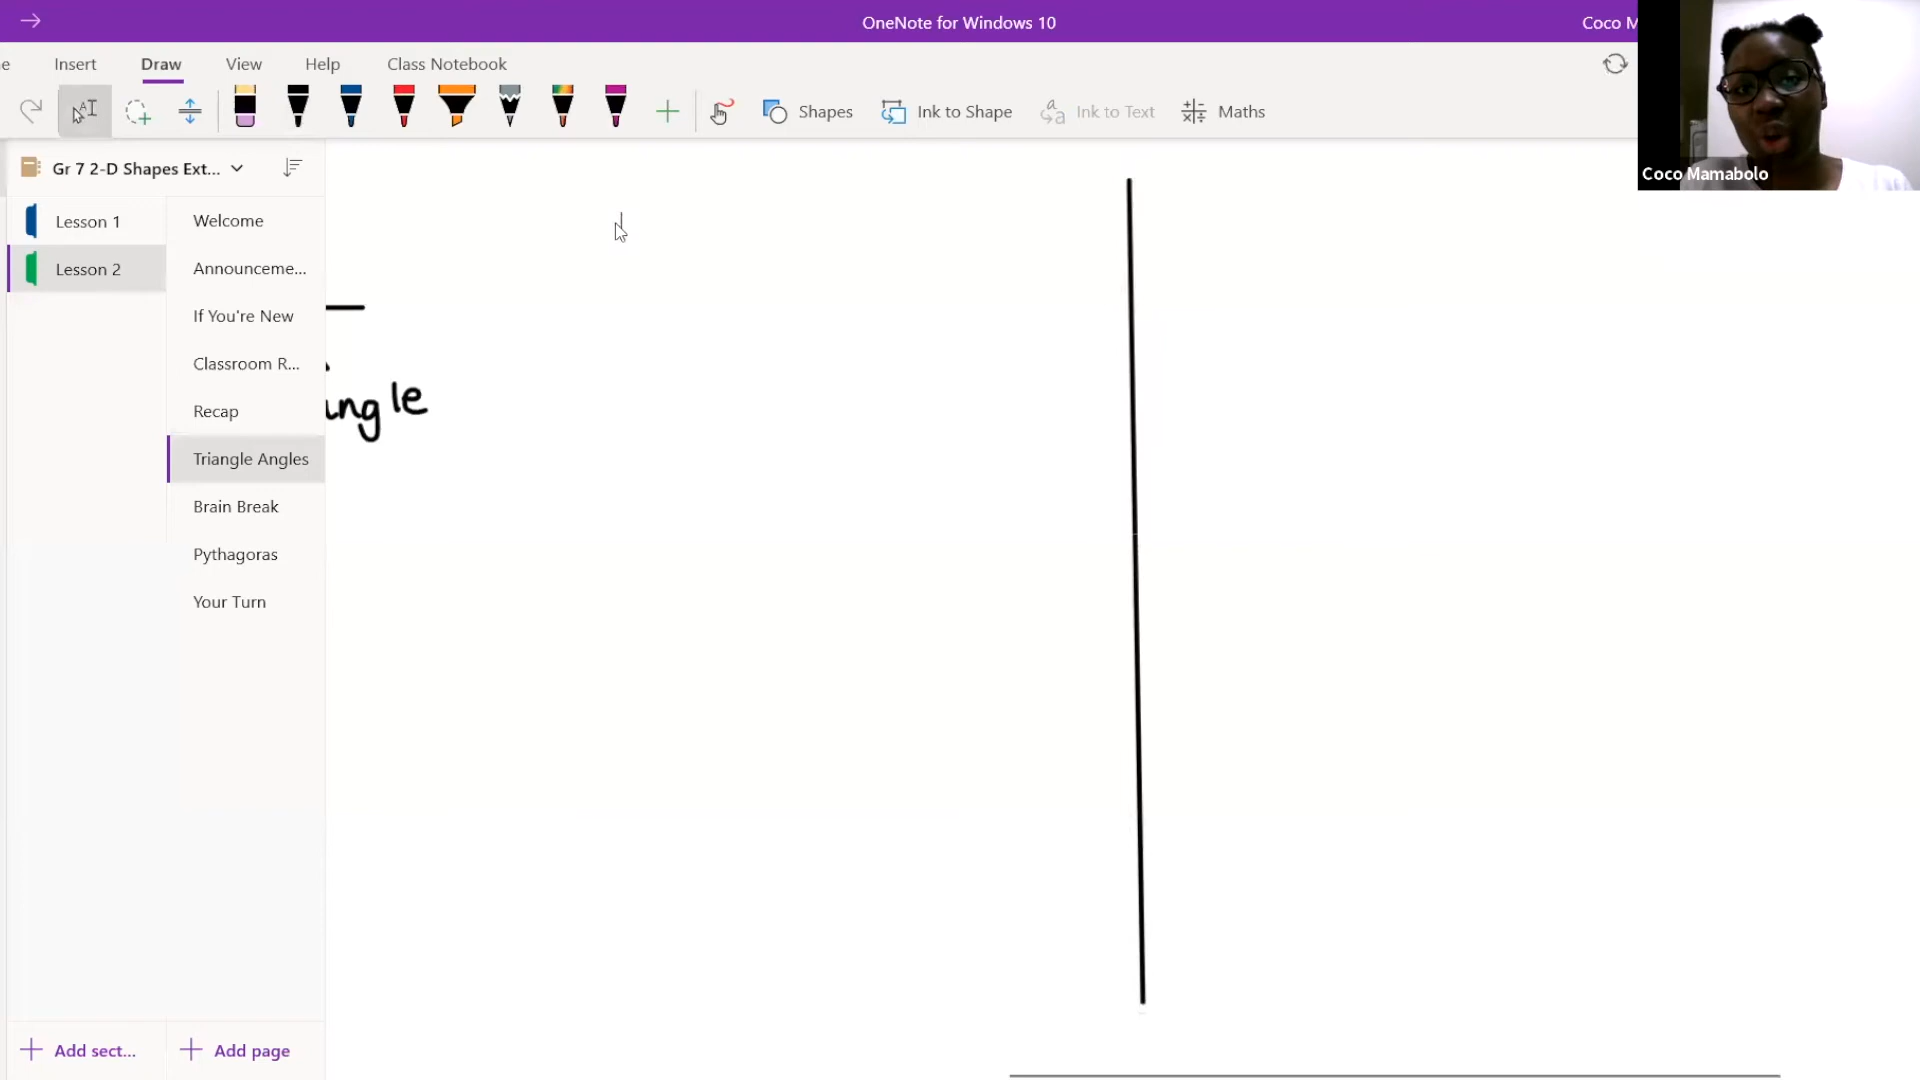 OneNote for Windows 10
Coco M
Insert
Draw
View
Help
Class Notebook
Shapes
Ink to Shape
Ink to Text
Maths
Coco Mamabolo
Gr 7 2-D Shapes Ext...
Lesson 1
Lesson 2
Welcome
Announceme...
If You're New
Classroom R...
Recap
Triangle Angles
Brain Break
Pythagoras
Your Turn
angle
Add sect...
Add page